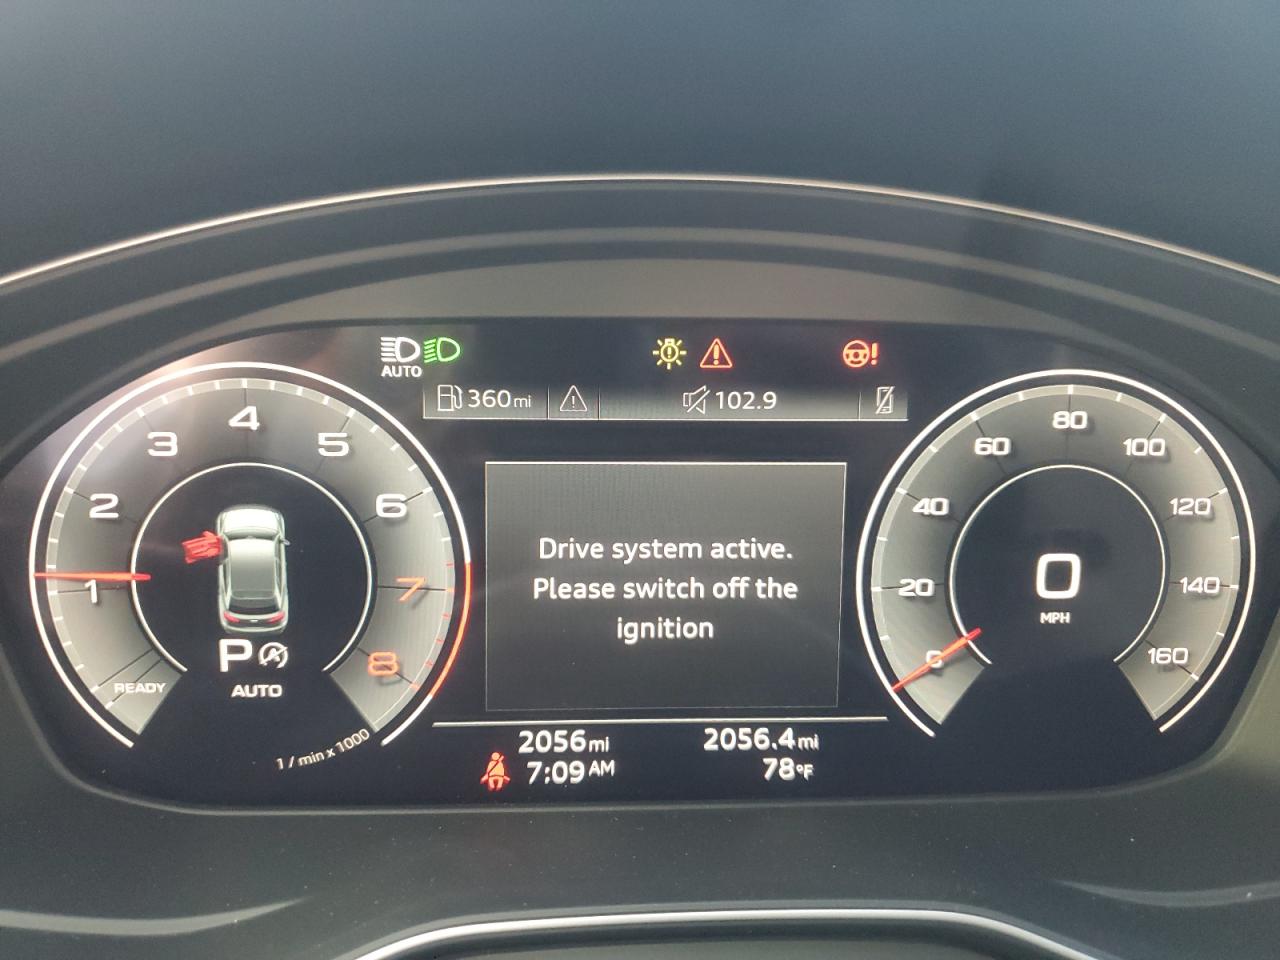 AUTO
360mi
102.9
1
2
3
4
5
6
7
8
READY
P
AUTO
1 / min x 1000
Drive system active.
Please switch off the
ignition
0
20
40
60
80
100
120
140
160
0
MPH
2056mi
2056.4mi
7:09AM
78°F